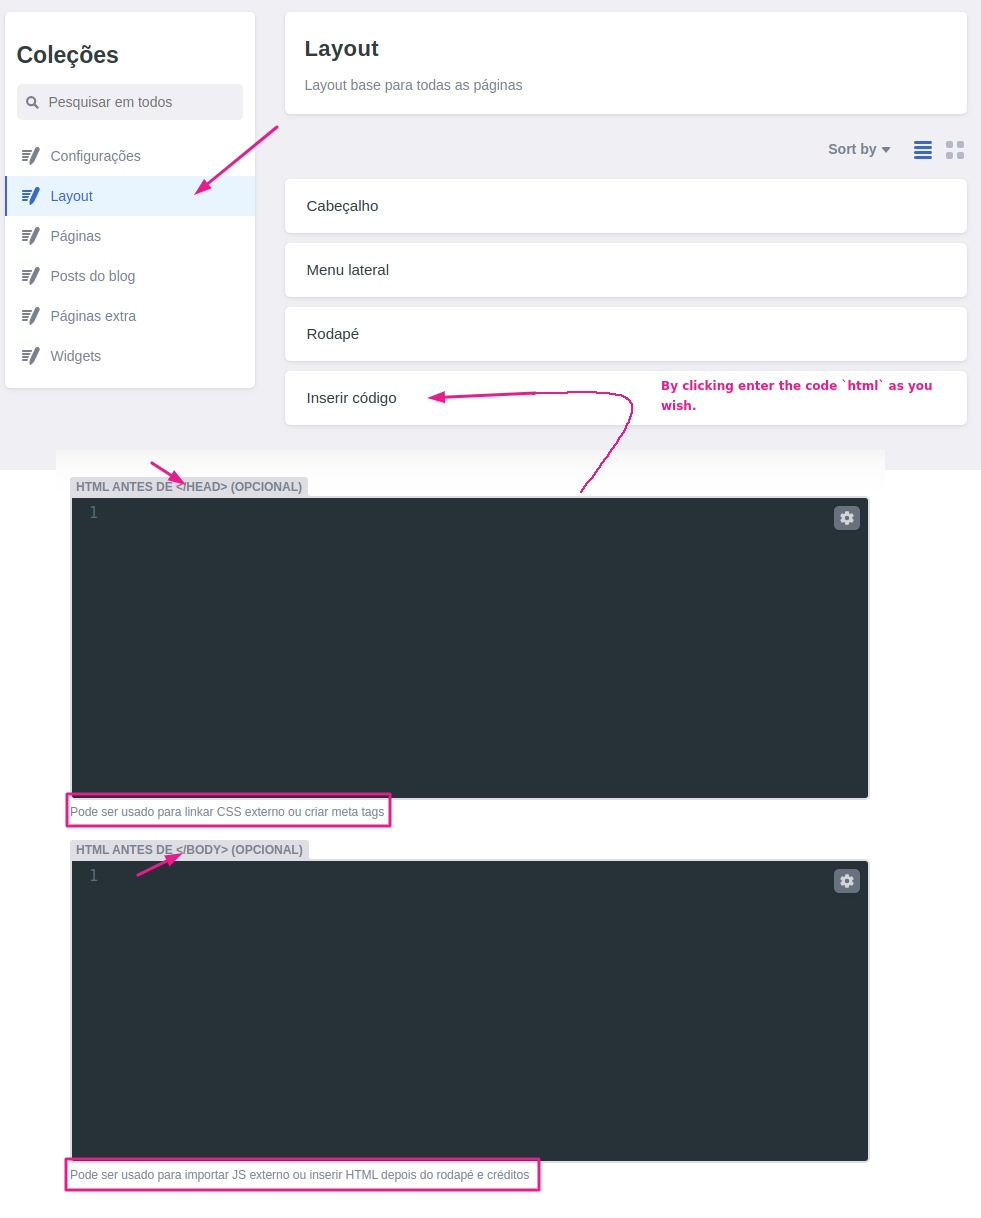 Coleções
Pesquisar em todos
Configurações
Layout
Páginas
Posts do blog
Páginas extra
Widgets
Layout
Layout base para todas as páginas
Sort by
Cabeçalho
Menu lateral
Rodapé
Inserir código
By clicking enter the code `html` as you
wish.
HTML ANTES DE </HEAD> (OPCIONAL)
1
Pode ser usado para linkar CSS externo ou criar meta tags
HTML ANTES DE </BODY> (OPCIONAL)
1
Pode ser usado para importar JS externo ou inserir HTML depois do rodapé e créditos